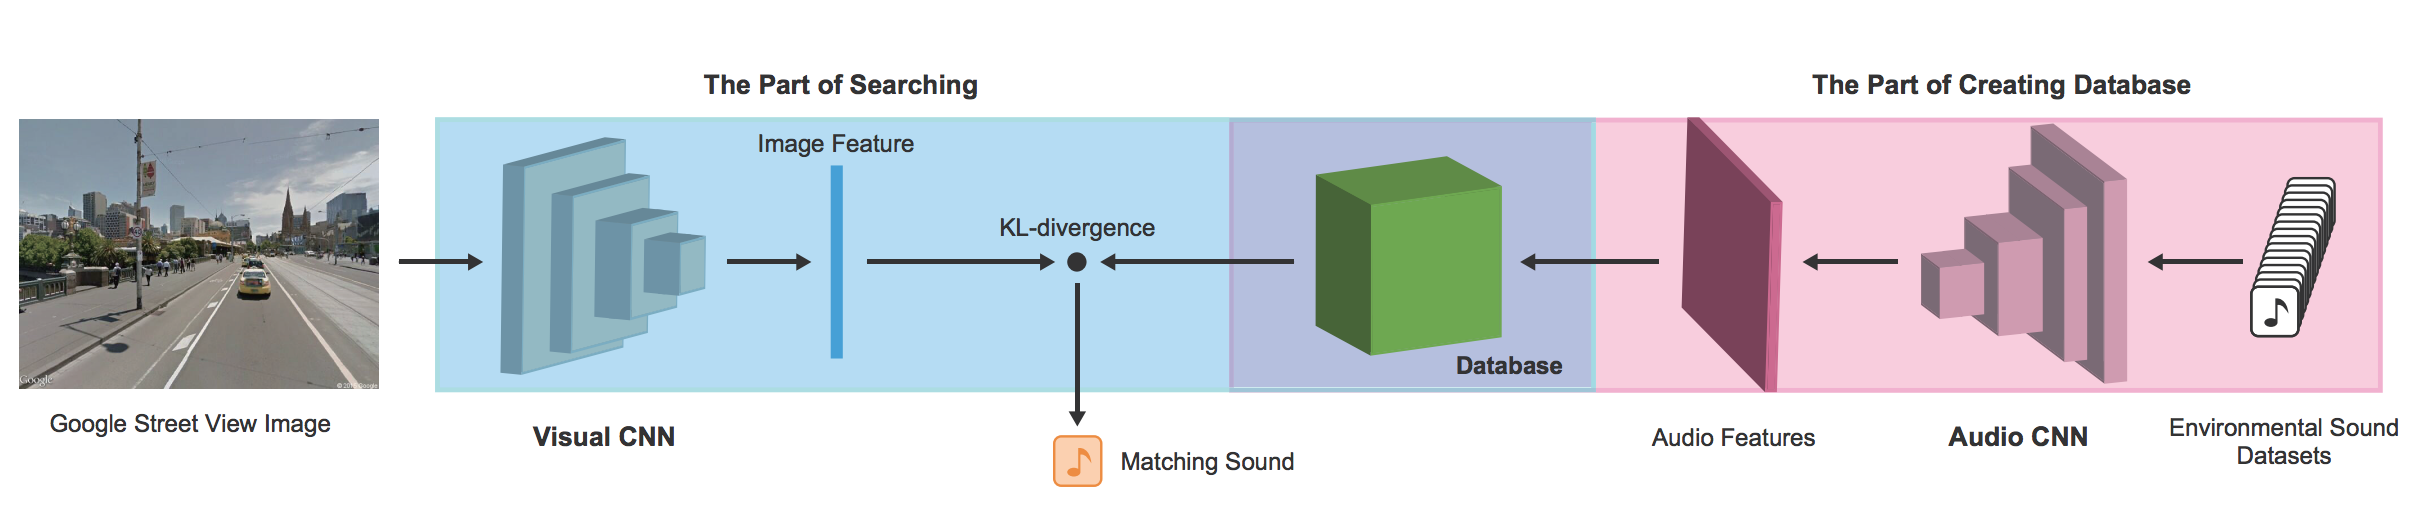 The Part of Searching
The Part of Creating Database
Image Feature
KL-divergence
Database
Google
Google Street View Image
Visual CNN
Matching Sound
Audio Features
Audio CNN
Environmental Sound
Datasets